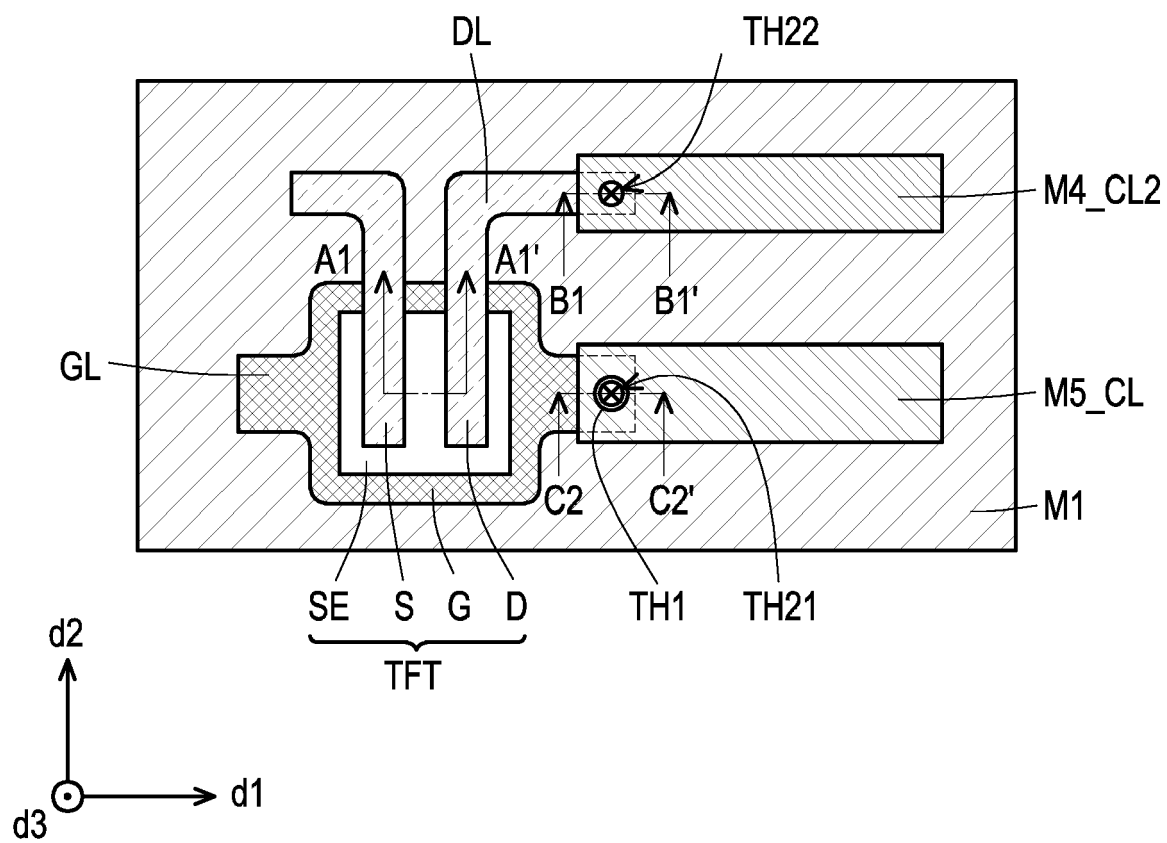 DL TH22
M4_CL2
A1 A1'
B1 B1'
GL
M5_CL
C2 C2'
M1
SE S G D TH1 TH21
TFT
d2
d1
d3